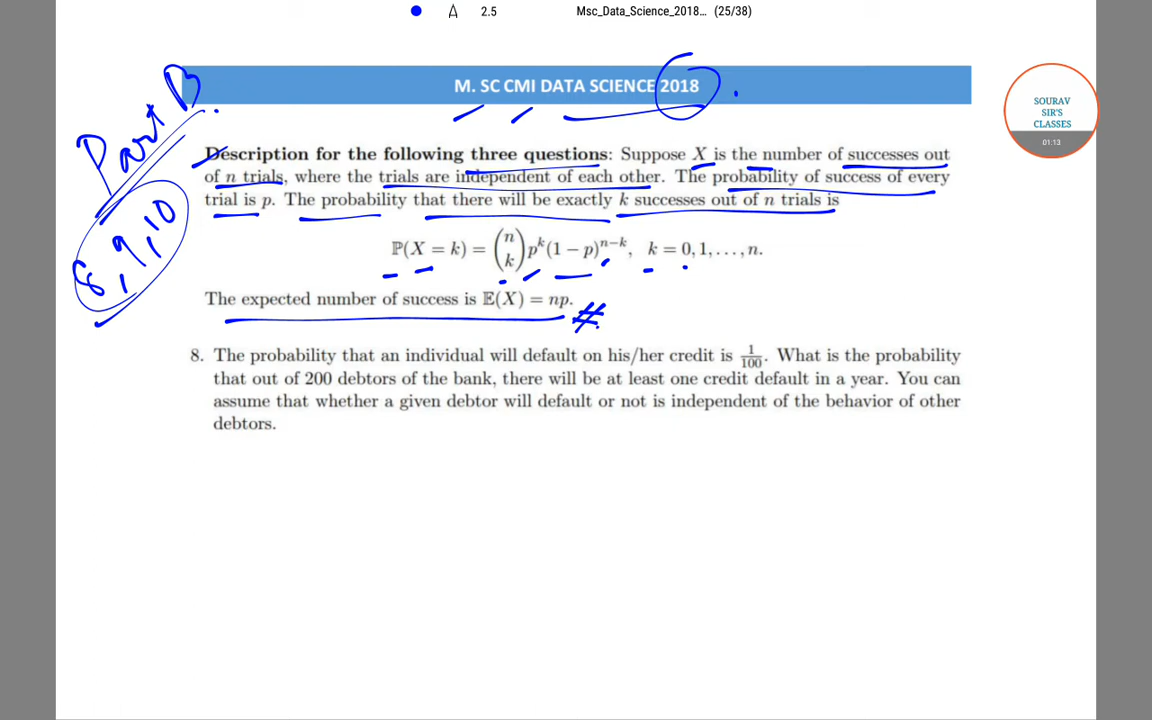 2.5 Msc_Data_Science_2018... (25/38)
M. SC CMI DATA SCIENCE 2018
SOURAV
SIR'S
CLASSES
01:13
Part B
8, 9, 10
Description for the following three questions: Suppose X is the number of successes out
of n trials, where the trials are independent of each other. The probability of success of every
trial is p. The probability that there will be exactly k successes out of n trials is
ℙ(X = k) = (n k) p^k (1 − p)^{n−k}, k = 0, 1, . . . , n.
The expected number of success is 𝔼(X) = np. #
8. The probability that an individual will default on his/her credit is 1/100. What is the probability
that out of 200 debtors of the bank, there will be at least one credit default in a year. You can
assume that whether a given debtor will default or not is independent of the behavior of other
debtors.